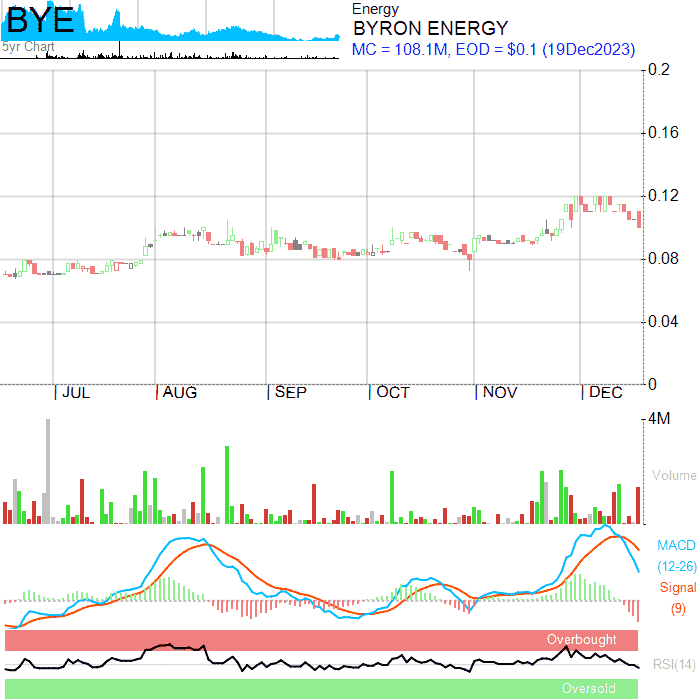 BYE
5yr Chart
Energy
BYRON ENERGY
MC = 108.1M, EOD = $0.1 (19Dec2023)
0.2
0.16
0.12
0.08
0.04
0
JUL AUG SEP OCT NOV DEC
4M
Volume
MACD
(12-26)
Signal
(9)
Overbought
RSI(14)
Oversold